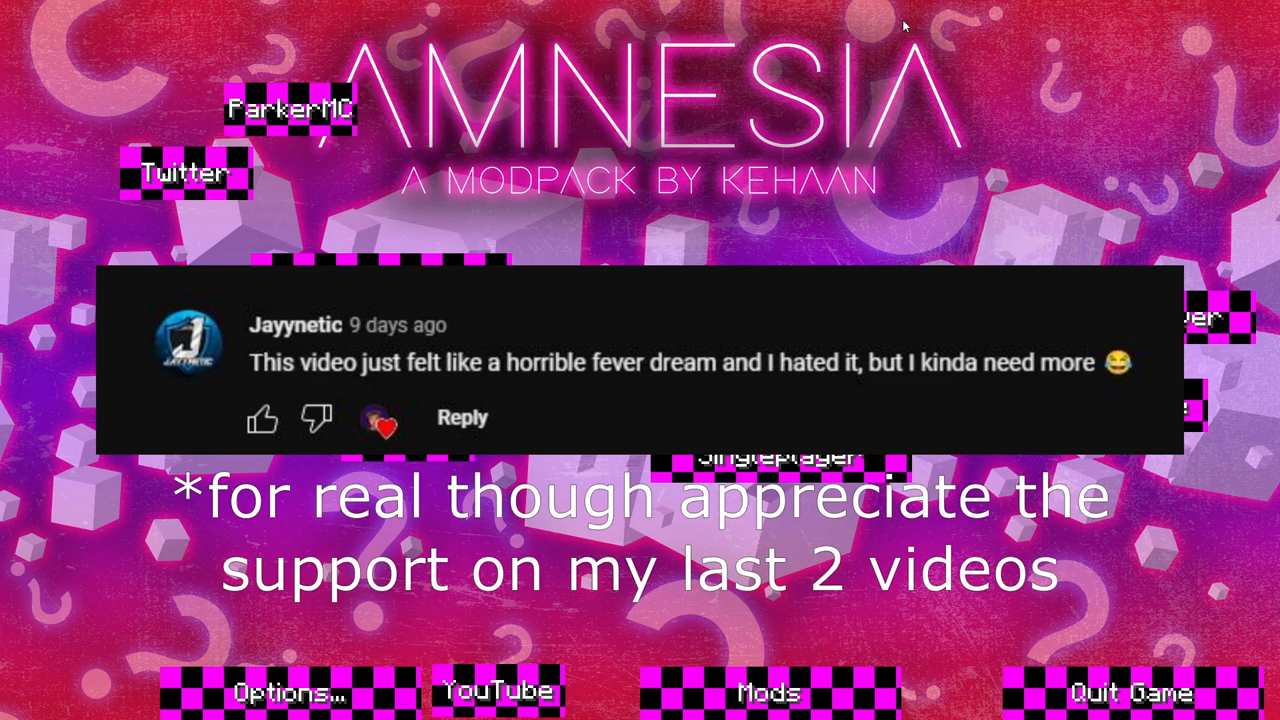 AMNESIA
A MODPACK BY KEHAAN
ParkerMC
Twitter
Jayynetic 9 days ago
This video just felt like a horrible fever dream and I hated it, but I kinda need more 😂
Reply
Singleplayer
*for real though appreciate the
support on my last 2 videos
Options...
YouTube
Mods
Quit Game